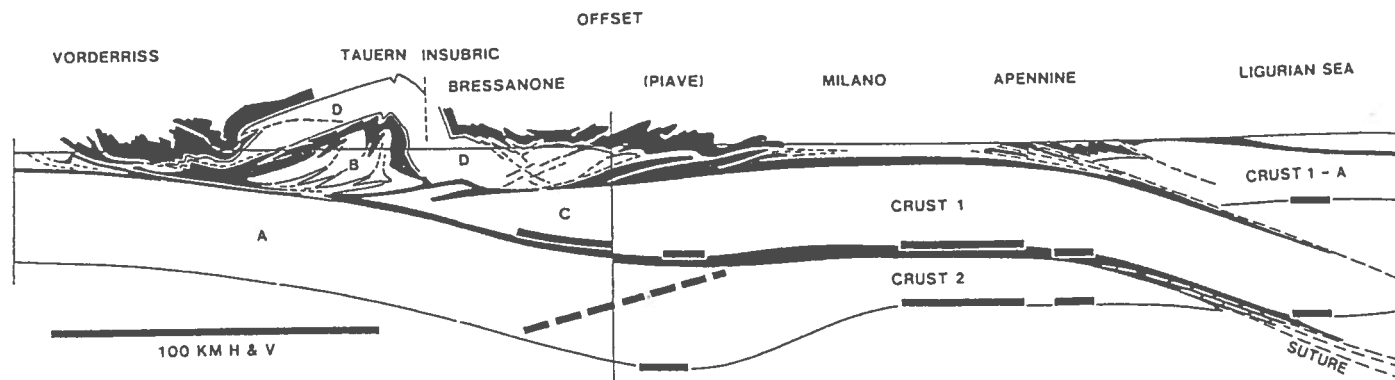 OFFSET
VORDERRISS
TAUERN INSUBRIC
BRESSANONE
(PIAVE)
MILANO
APENNINE
LIGURIAN SEA
D
B
D
C
A
CRUST 1
CRUST 1 - A
CRUST 2
100 KM H & V
SUTURE